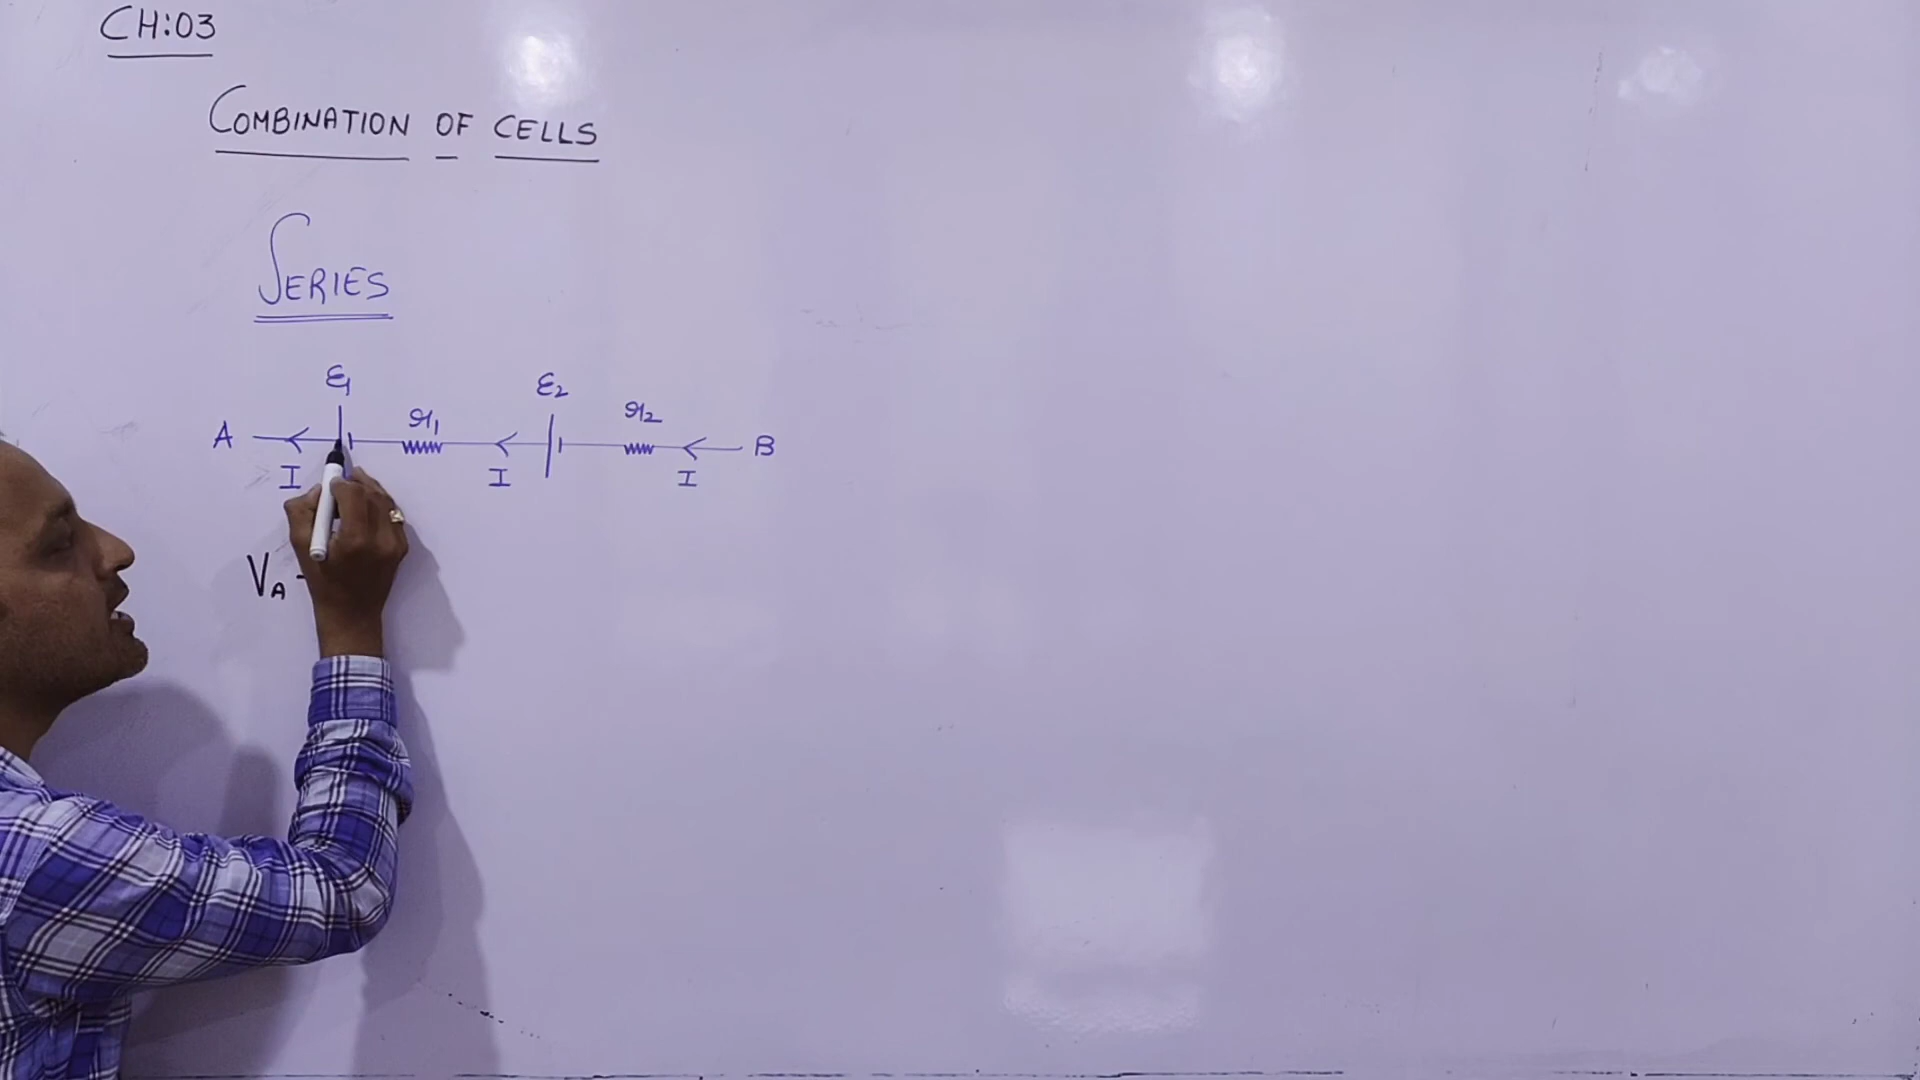 CH:03
COMBINATION OF CELLS
SERIES
ε1 ε2
r1 r2
A B
I I I
VA -